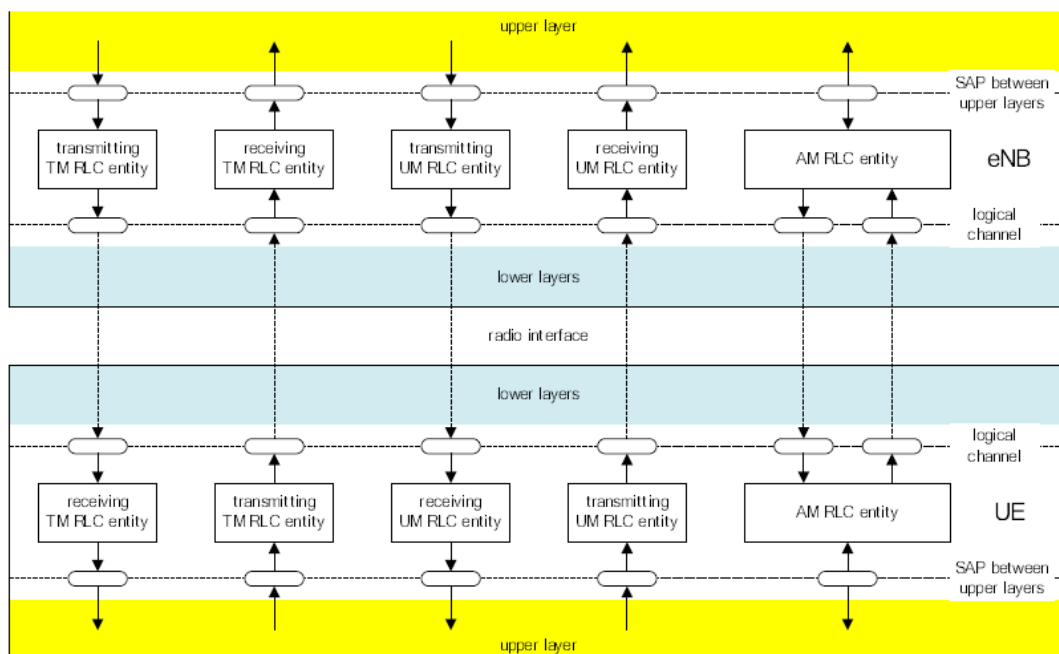 upper layer
SAP between
upper layers
transmitting
TM RLC entity
receiving
TM RLC entity
transmitting
UM RLC entity
receiving
UM RLC entity
AM RLC entity
eNB
logical
channel
lower layers
radio interface
lower layers
logical
channel
receiving
TM RLC entity
transmitting
TM RLC entity
receiving
UM RLC entity
transmitting
UM RLC entity
AM RLC entity
UE
SAP between
upper layers
upper layer